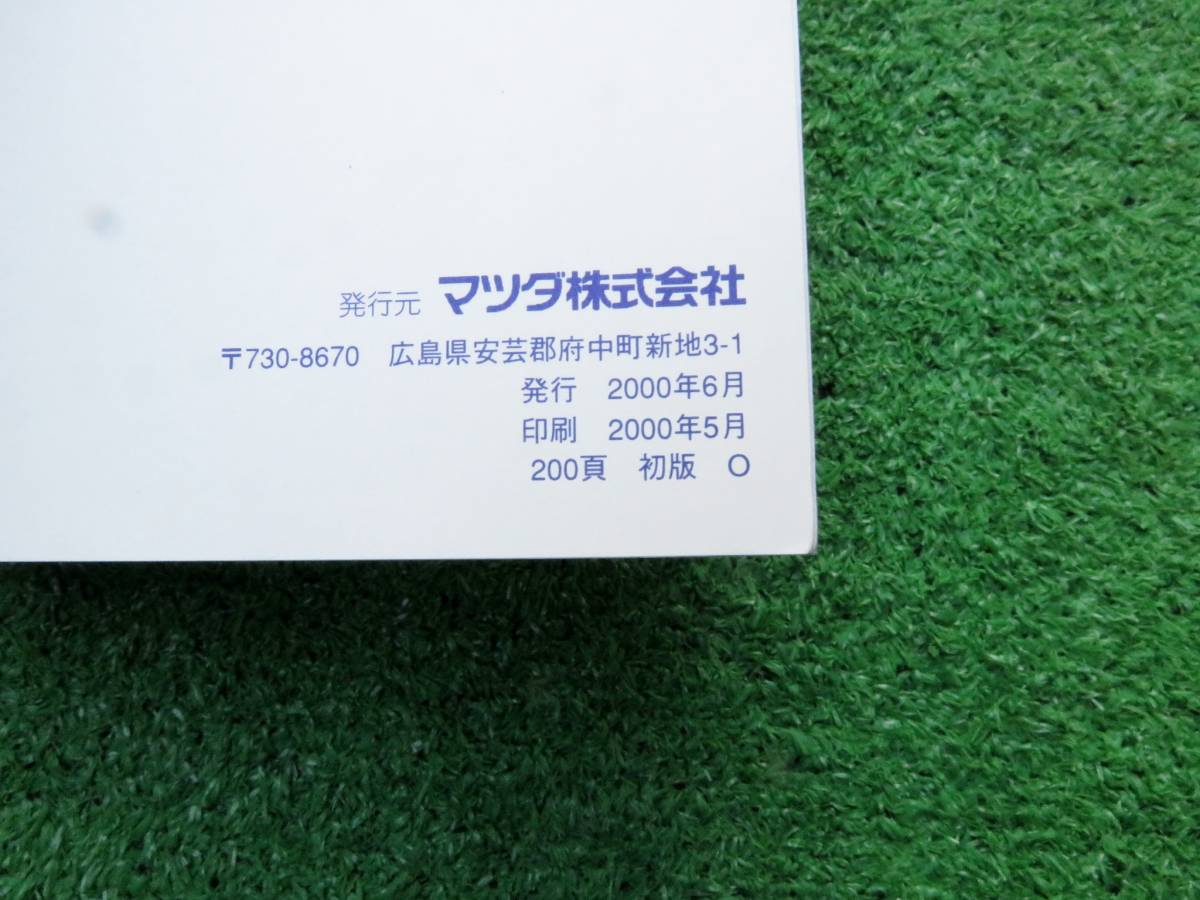 発行元 マツダ株式会社
〒730-8670 広島県安芸郡府中町新地3-1
発行 2000年6月
印刷 2000年5月
200頁 初版 O